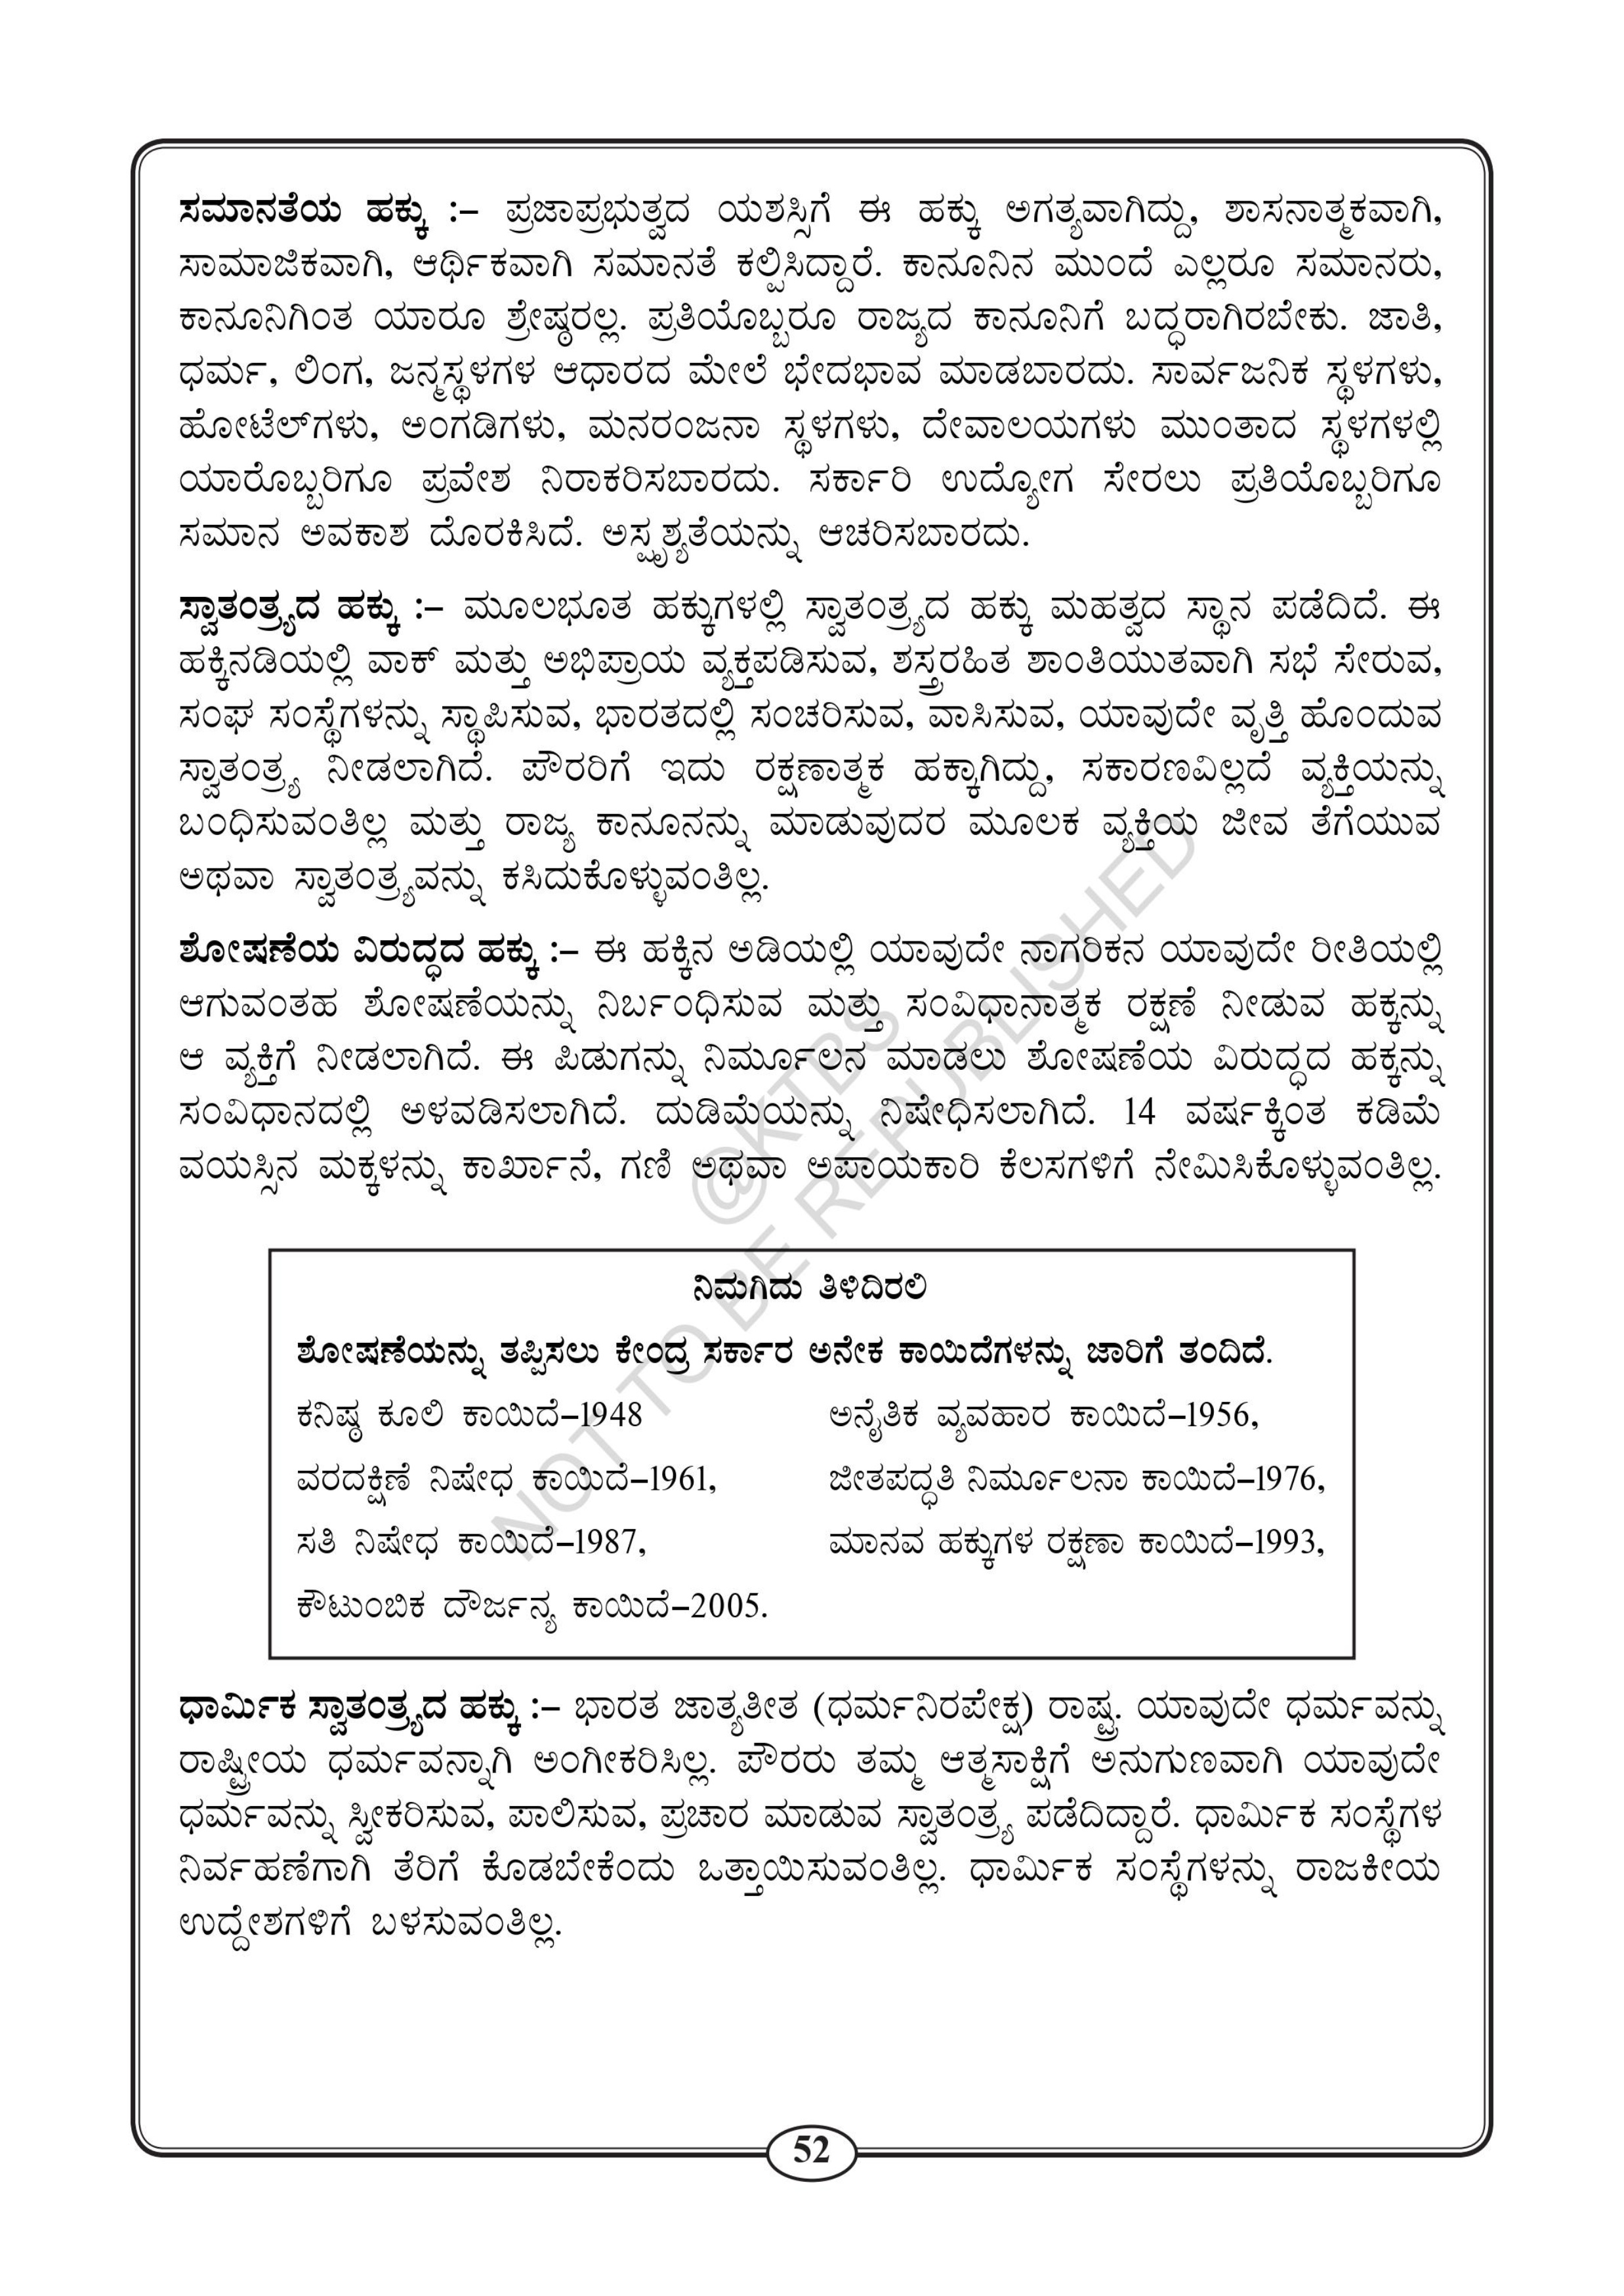 ಸಮಾನತೆಯ ಹಕ್ಕು :– ಪ್ರಜಾಪ್ರಭುತ್ವದ ಯಶಸ್ಸಿಗೆ ಈ ಹಕ್ಕು ಅಗತ್ಯವಾಗಿದ್ದು, ಶಾಸನಾತ್ಮಕವಾಗಿ,
ಸಾಮಾಜಿಕವಾಗಿ, ಆರ್ಥಿಕವಾಗಿ ಸಮಾನತೆ ಕಲ್ಪಿಸಿದ್ದಾರೆ. ಕಾನೂನಿನ ಮುಂದೆ ಎಲ್ಲರೂ ಸಮಾನರು,
ಕಾನೂನಿಗಿಂತ ಯಾರೂ ಶ್ರೇಷ್ಠರಲ್ಲ. ಪ್ರತಿಯೊಬ್ಬರೂ ರಾಜ್ಯದ ಕಾನೂನಿಗೆ ಬದ್ಧರಾಗಿರಬೇಕು. ಜಾತಿ,
ಧರ್ಮ, ಲಿಂಗ, ಜನ್ಮಸ್ಥಳಗಳ ಆಧಾರದ ಮೇಲೆ ಭೇದಭಾವ ಮಾಡಬಾರದು. ಸಾರ್ವಜನಿಕ ಸ್ಥಳಗಳು,
ಹೋಟೆಲ್‌ಗಳು, ಅಂಗಡಿಗಳು, ಮನರಂಜನಾ ಸ್ಥಳಗಳು, ದೇವಾಲಯಗಳು ಮುಂತಾದ ಸ್ಥಳಗಳಲ್ಲಿ
ಯಾರೊಬ್ಬರಿಗೂ ಪ್ರವೇಶ ನಿರಾಕರಿಸಬಾರದು. ಸರ್ಕಾರಿ ಉದ್ಯೋಗ ಸೇರಲು ಪ್ರತಿಯೊಬ್ಬರಿಗೂ
ಸಮಾನ ಅವಕಾಶ ದೊರಕಿಸಿದೆ. ಅಸ್ಪೃಶ್ಯತೆಯನ್ನು ಆಚರಿಸಬಾರದು.
ಸ್ವಾತಂತ್ರ್ಯದ ಹಕ್ಕು :– ಮೂಲಭೂತ ಹಕ್ಕುಗಳಲ್ಲಿ ಸ್ವಾತಂತ್ರ್ಯದ ಹಕ್ಕು ಮಹತ್ವದ ಸ್ಥಾನ ಪಡೆದಿದೆ. ಈ
ಹಕ್ಕಿನಡಿಯಲ್ಲಿ ವಾಕ್ ಮತ್ತು ಅಭಿಪ್ರಾಯ ವ್ಯಕ್ತಪಡಿಸುವ, ಶಸ್ತ್ರರಹಿತ ಶಾಂತಿಯುತವಾಗಿ ಸಭೆ ಸೇರುವ,
ಸಂಘ ಸಂಸ್ಥೆಗಳನ್ನು ಸ್ಥಾಪಿಸುವ, ಭಾರತದಲ್ಲಿ ಸಂಚರಿಸುವ, ವಾಸಿಸುವ, ಯಾವುದೇ ವೃತ್ತಿ ಹೊಂದುವ
ಸ್ವಾತಂತ್ರ್ಯ ನೀಡಲಾಗಿದೆ. ಪೌರರಿಗೆ ಇದು ರಕ್ಷಣಾತ್ಮಕ ಹಕ್ಕಾಗಿದ್ದು, ಸಕಾರಣವಿಲ್ಲದೆ ವ್ಯಕ್ತಿಯನ್ನು
ಬಂಧಿಸುವಂತಿಲ್ಲ ಮತ್ತು ರಾಜ್ಯ ಕಾನೂನನ್ನು ಮಾಡುವುದರ ಮೂಲಕ ವ್ಯಕ್ತಿಯ ಜೀವ ತೆಗೆಯುವ
ಅಥವಾ ಸ್ವಾತಂತ್ರ್ಯವನ್ನು ಕಸಿದುಕೊಳ್ಳುವಂತಿಲ್ಲ.
ಶೋಷಣೆಯ ವಿರುದ್ಧದ ಹಕ್ಕು :– ಈ ಹಕ್ಕಿನ ಅಡಿಯಲ್ಲಿ ಯಾವುದೇ ನಾಗರಿಕನ ಯಾವುದೇ ರೀತಿಯಲ್ಲಿ
ಆಗುವಂತಹ ಶೋಷಣೆಯನ್ನು ನಿರ್ಬಂಧಿಸುವ ಮತ್ತು ಸಂವಿಧಾನಾತ್ಮಕ ರಕ್ಷಣೆ ನೀಡುವ ಹಕ್ಕನ್ನು
ಆ ವ್ಯಕ್ತಿಗೆ ನೀಡಲಾಗಿದೆ. ಈ ಪಿಡುಗನ್ನು ನಿರ್ಮೂಲನ ಮಾಡಲು ಶೋಷಣೆಯ ವಿರುದ್ಧದ ಹಕ್ಕನ್ನು
ಸಂವಿಧಾನದಲ್ಲಿ ಅಳವಡಿಸಲಾಗಿದೆ. ದುಡಿಮೆಯನ್ನು ನಿಷೇಧಿಸಲಾಗಿದೆ. 14 ವರ್ಷಕ್ಕಿಂತ ಕಡಿಮೆ
ವಯಸ್ಸಿನ ಮಕ್ಕಳನ್ನು ಕಾರ್ಖಾನೆ, ಗಣಿ ಅಥವಾ ಅಪಾಯಕಾರಿ ಕೆಲಸಗಳಿಗೆ ನೇಮಿಸಿಕೊಳ್ಳುವಂತಿಲ್ಲ.
@KTBS
NOT TO BE REPUBLISHED
ನಿಮಗಿದು ತಿಳಿದಿರಲಿ
ಶೋಷಣೆಯನ್ನು ತಪ್ಪಿಸಲು ಕೇಂದ್ರ ಸರ್ಕಾರ ಅನೇಕ ಕಾಯಿದೆಗಳನ್ನು ಜಾರಿಗೆ ತಂದಿದೆ.
ಕನಿಷ್ಠ ಕೂಲಿ ಕಾಯಿದೆ–1948 ಅನೈತಿಕ ವ್ಯವಹಾರ ಕಾಯಿದೆ–1956,
ವರದಕ್ಷಿಣೆ ನಿಷೇಧ ಕಾಯಿದೆ–1961, ಜೀತಪದ್ಧತಿ ನಿರ್ಮೂಲನಾ ಕಾಯಿದೆ–1976,
ಸತಿ ನಿಷೇಧ ಕಾಯಿದೆ–1987, ಮಾನವ ಹಕ್ಕುಗಳ ರಕ್ಷಣಾ ಕಾಯಿದೆ–1993,
ಕೌಟುಂಬಿಕ ದೌರ್ಜನ್ಯ ಕಾಯಿದೆ–2005.
ಧಾರ್ಮಿಕ ಸ್ವಾತಂತ್ರ್ಯದ ಹಕ್ಕು :– ಭಾರತ ಜಾತ್ಯತೀತ (ಧರ್ಮನಿರಪೇಕ್ಷ) ರಾಷ್ಟ್ರ. ಯಾವುದೇ ಧರ್ಮವನ್ನು
ರಾಷ್ಟ್ರೀಯ ಧರ್ಮವನ್ನಾಗಿ ಅಂಗೀಕರಿಸಿಲ್ಲ. ಪೌರರು ತಮ್ಮ ಆತ್ಮಸಾಕ್ಷಿಗೆ ಅನುಗುಣವಾಗಿ ಯಾವುದೇ
ಧರ್ಮವನ್ನು ಸ್ವೀಕರಿಸುವ, ಪಾಲಿಸುವ, ಪ್ರಚಾರ ಮಾಡುವ ಸ್ವಾತಂತ್ರ್ಯ ಪಡೆದಿದ್ದಾರೆ. ಧಾರ್ಮಿಕ ಸಂಸ್ಥೆಗಳ
ನಿರ್ವಹಣೆಗಾಗಿ ತೆರಿಗೆ ಕೊಡಬೇಕೆಂದು ಒತ್ತಾಯಿಸುವಂತಿಲ್ಲ. ಧಾರ್ಮಿಕ ಸಂಸ್ಥೆಗಳನ್ನು ರಾಜಕೀಯ
ಉದ್ದೇಶಗಳಿಗೆ ಬಳಸುವಂತಿಲ್ಲ.
52